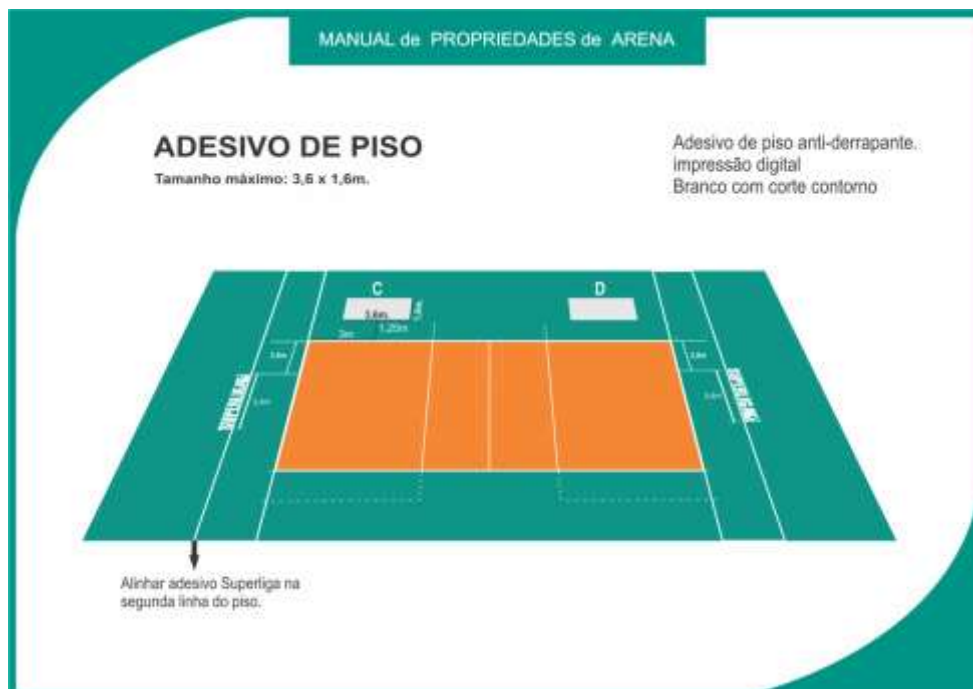 MANUAL de PROPRIEDADES de ARENA
ADESIVO DE PISO
Tamanho máximo: 3,6 x 1,6m.
Adesivo de piso anti-derrapante.
impressão digital
Branco com corte contorno
C
D
3,6m.
1,20m
3m
Alinhar adesivo Superliga na
segunda linha do piso.